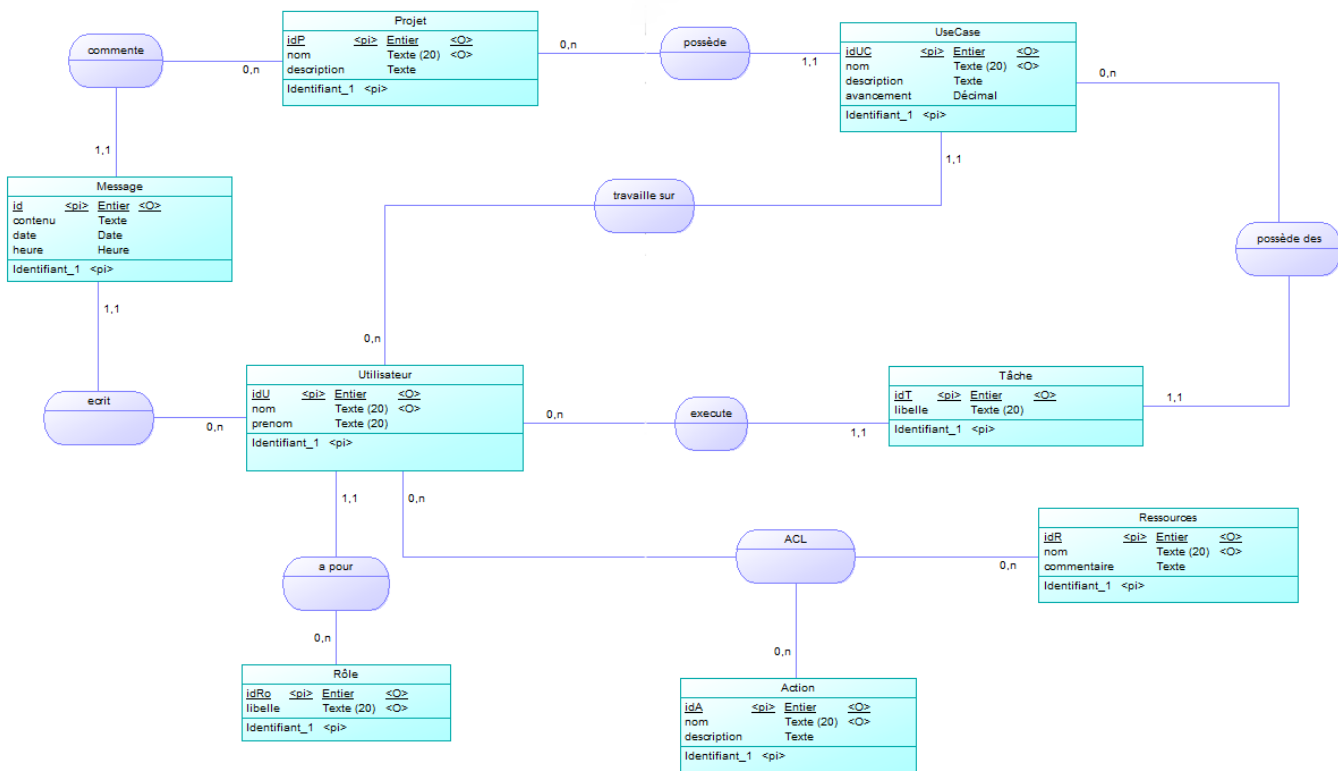 Projet
idP <pi> Entier <O>
nom Texte (20) <O>
description Texte
Identifiant_1 <pi>
commente
0,n
1,1
0,n
possède
1,1
UseCase
idUC <pi> Entier <O>
nom Texte (20) <O>
description Texte
avancement Décimal
Identifiant_1 <pi>
0,n
1,1
Message
id <pi> Entier <O>
contenu Texte
date Date
heure Heure
Identifiant_1 <pi>
1,1
travaille sur
possède des
0,n
1,1
ecrit
0,n
Utilisateur
idU <pi> Entier <O>
nom Texte (20) <O>
prenom Texte (20)
Identifiant_1 <pi>
0,n
execute
1,1
Tâche
idT <pi> Entier <O>
libelle Texte (20)
Identifiant_1 <pi>
1,1
0,n
a pour
0,n
ACL
0,n
0,n
Ressources
idR <pi> Entier <O>
nom Texte (20) <O>
commentaire Texte
Identifiant_1 <pi>
Rôle
idRo <pi> Entier <O>
libelle Texte (20) <O>
Identifiant_1 <pi>
Action
idA <pi> Entier <O>
nom Texte (20) <O>
description Texte
Identifiant_1 <pi>